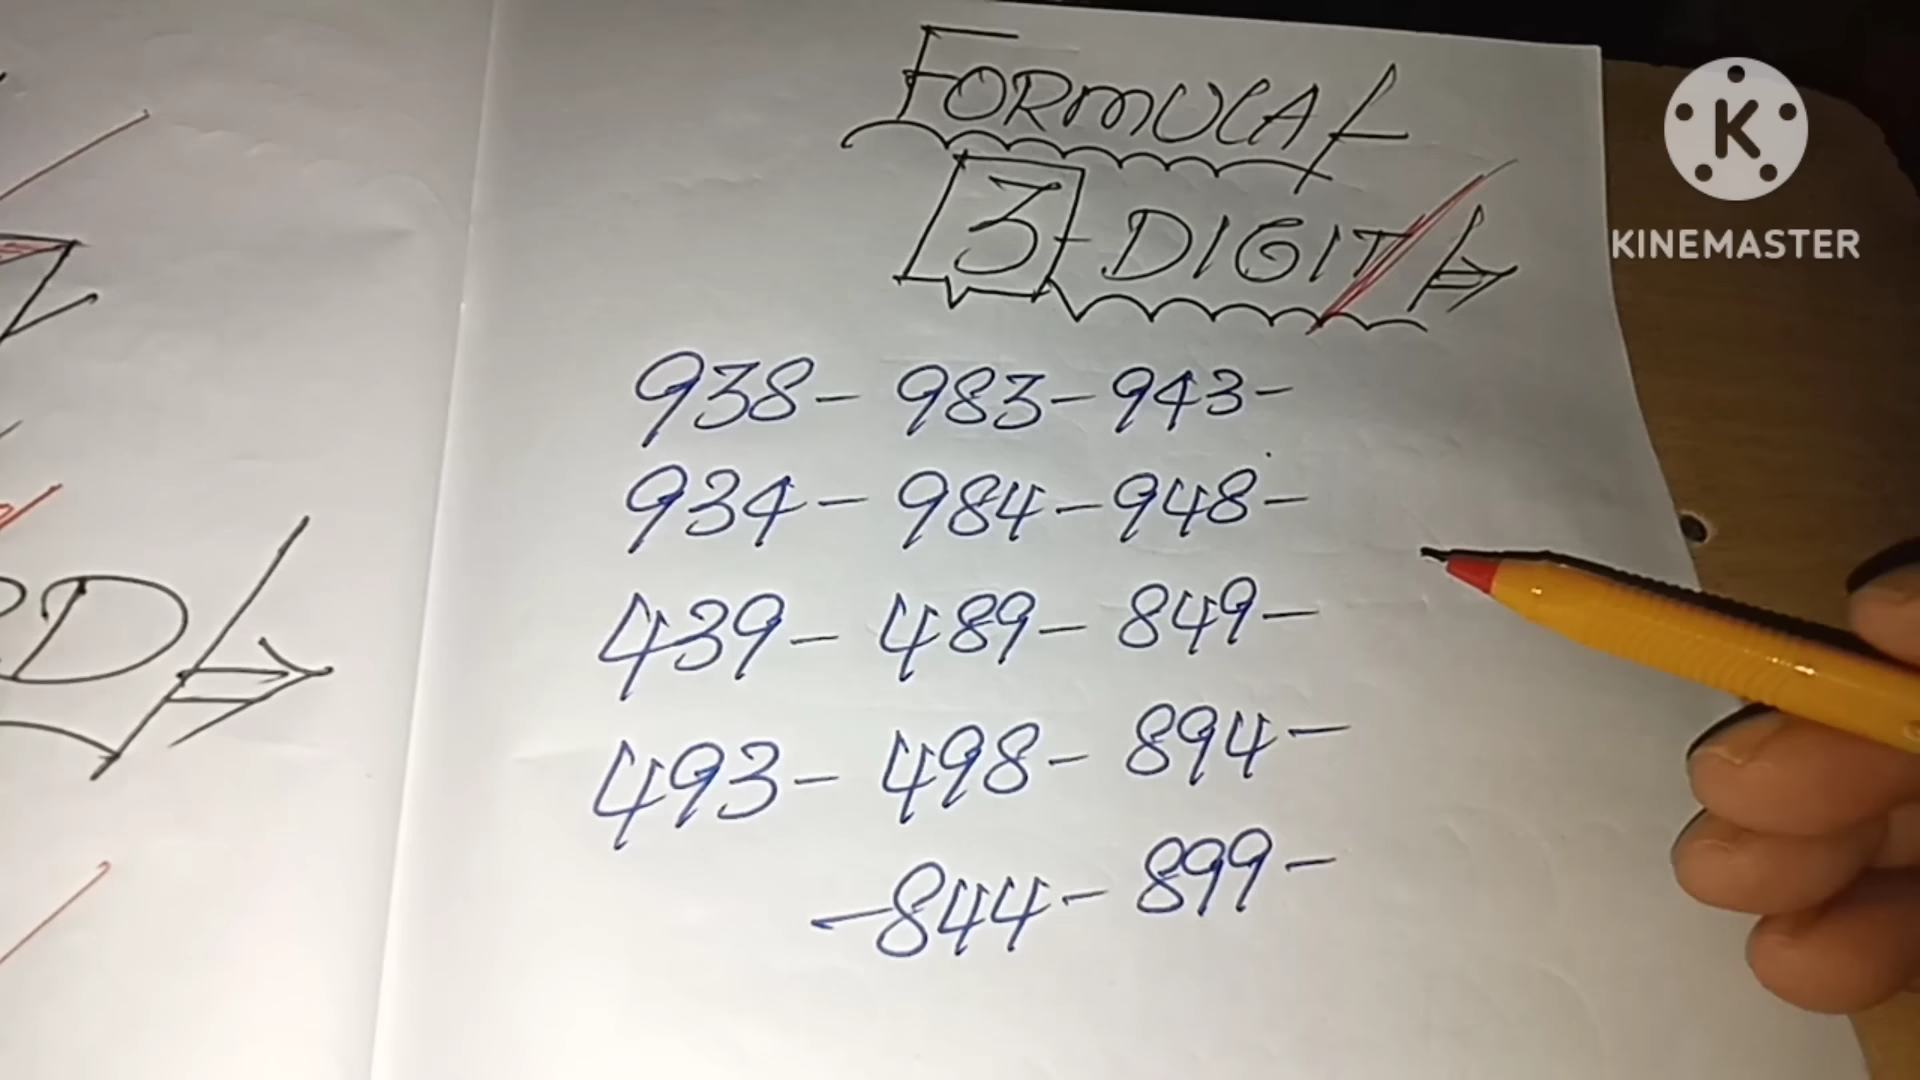 FORMULA
3-DIGIT
938 - 983 - 943 -
934 - 984 - 948 -
439 - 489 - 849 -
493 - 498 - 894 -
- 844 - 899 -
K
KINEMASTER